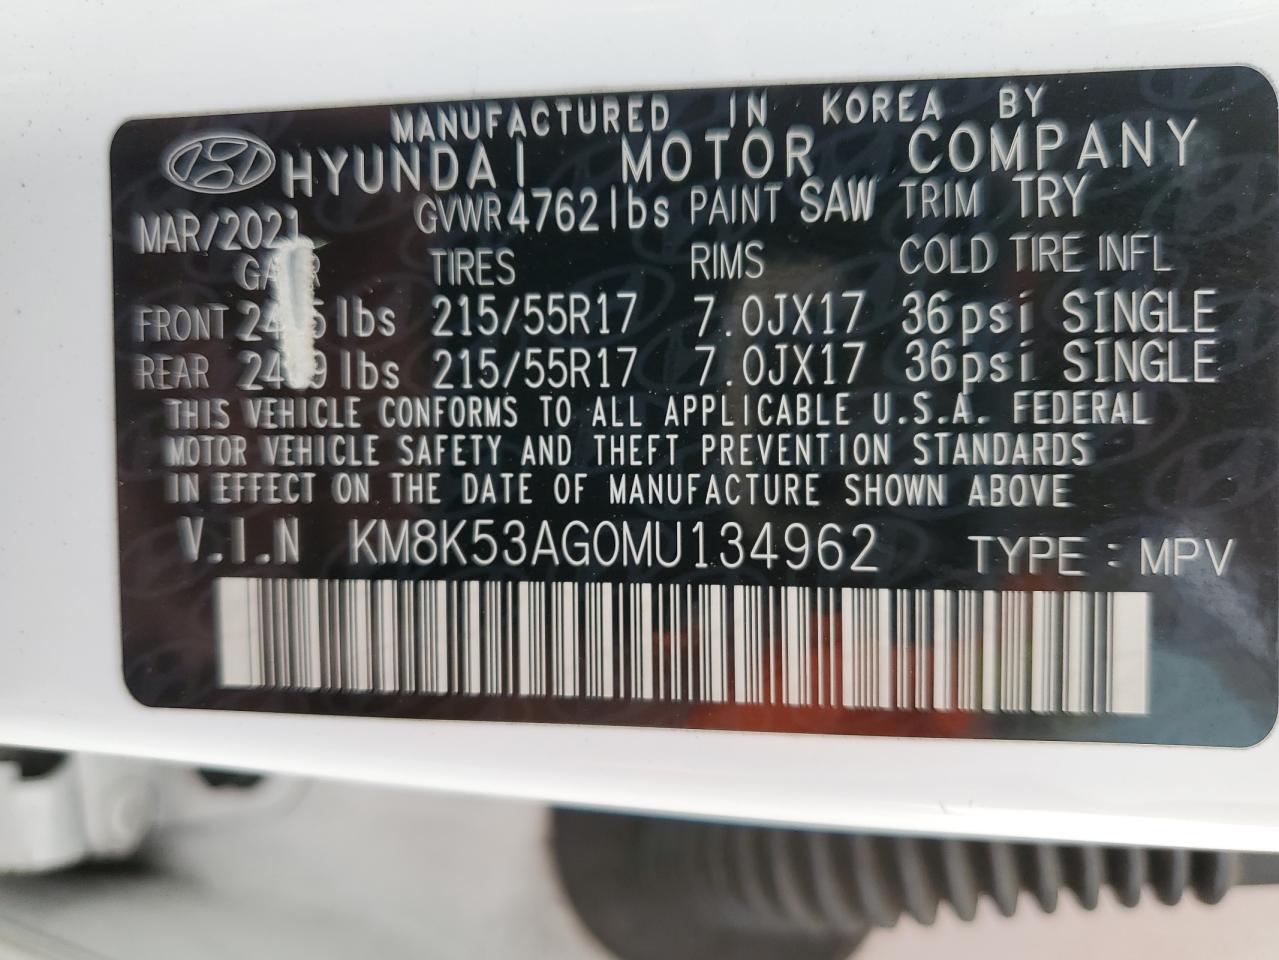 MANUFACTURED IN KOREA BY
HYUNDAI MOTOR COMPANY
MAR/2021 GVWR 4762lbs PAINT SAW TRIM TRY
TIRES RIMS COLD TIRE INFL
FRONT lbs 215/55R17 7.0JX17 36psi SINGLE
REAR lbs 215/55R17 7.0JX17 36psi SINGLE
THIS VEHICLE CONFORMS TO ALL APPLICABLE U.S.A. FEDERAL
MOTOR VEHICLE SAFETY AND THEFT PREVENTION STANDARDS
IN EFFECT ON THE DATE OF MANUFACTURE SHOWN ABOVE
V.I.N KM8K53AG0MU134962 TYPE : MPV